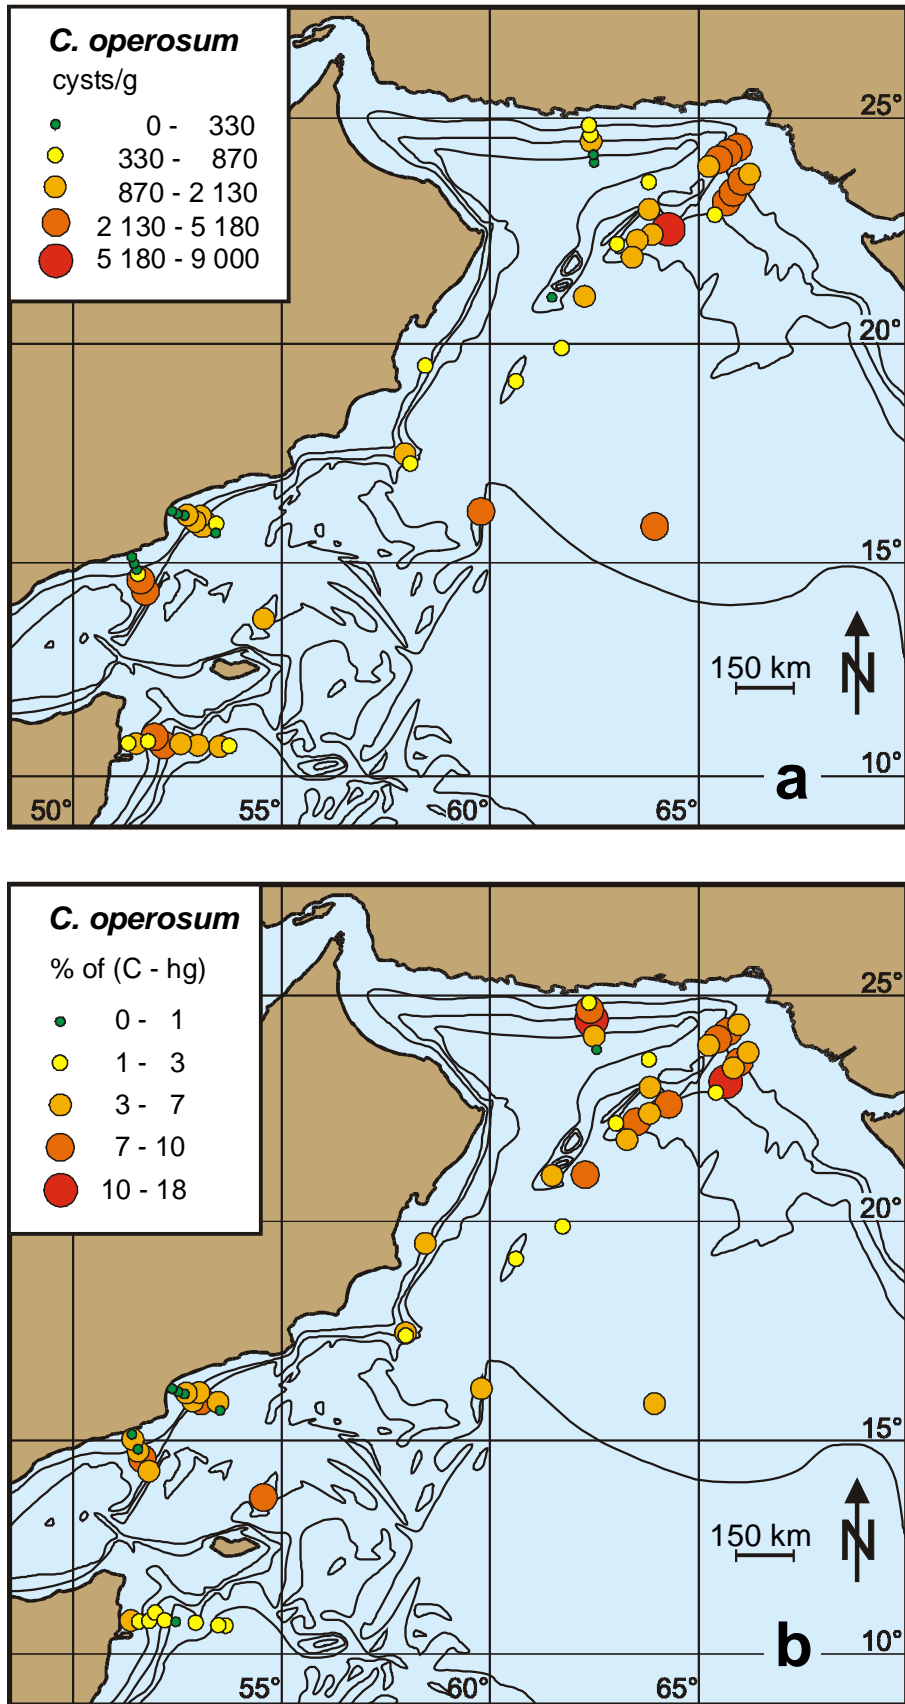 C. operosum
cysts/g
0 - 330
330 - 870
870 - 2 130
2 130 - 5 180
5 180 - 9 000
25°
20°
15°
150 km
N
10°
a
50° 55° 60° 65°
C. operosum
% of (C - hg)
0 - 1
1 - 3
3 - 7
7 - 10
10 - 18
25°
20°
15°
150 km
N
b
10°
55° 60° 65°